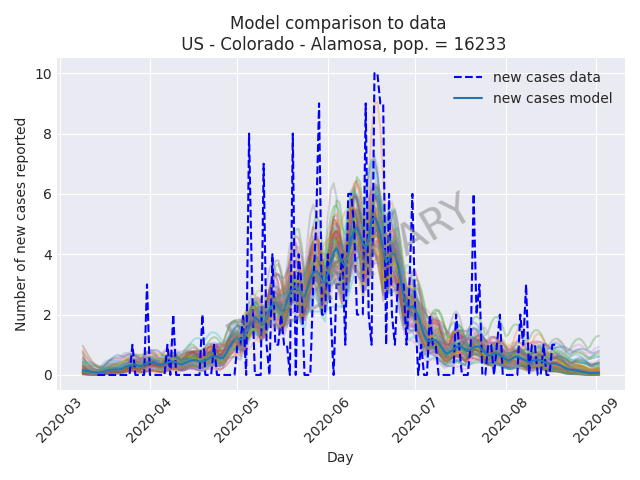 Model comparison to data
US - Colorado - Alamosa, pop. = 16233
new cases data
new cases model
Number of new cases reported
10
8
6
4
2
0
2020-03
2020-04
2020-05
2020-06
2020-07
2020-08
2020-09
Day